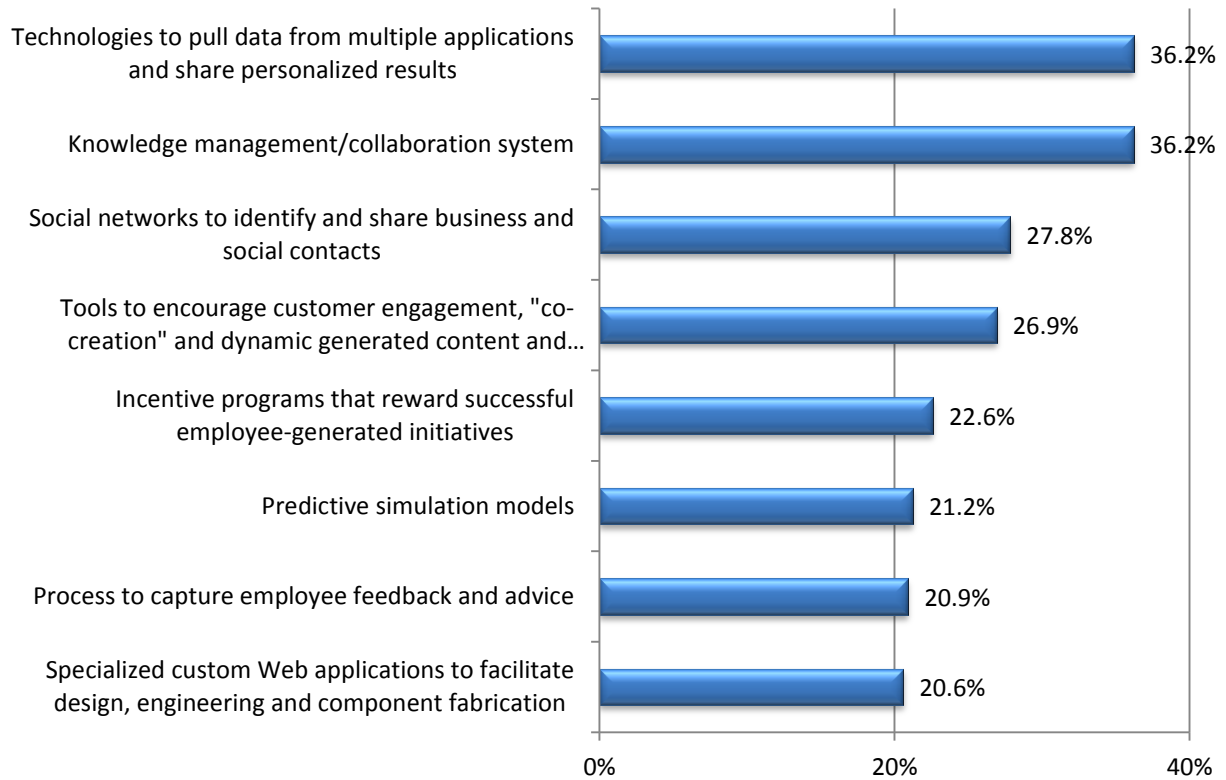 Technologies to pull data from multiple applications
and share personalized results
36.2%
Knowledge management/collaboration system
36.2%
Social networks to identify and share business and
social contacts
27.8%
Tools to encourage customer engagement, "co-
creation" and dynamic generated content and...
26.9%
Incentive programs that reward successful
employee-generated initiatives
22.6%
Predictive simulation models
21.2%
Process to capture employee feedback and advice
20.9%
Specialized custom Web applications to facilitate
design, engineering and component fabrication
20.6%
0% 20% 40%